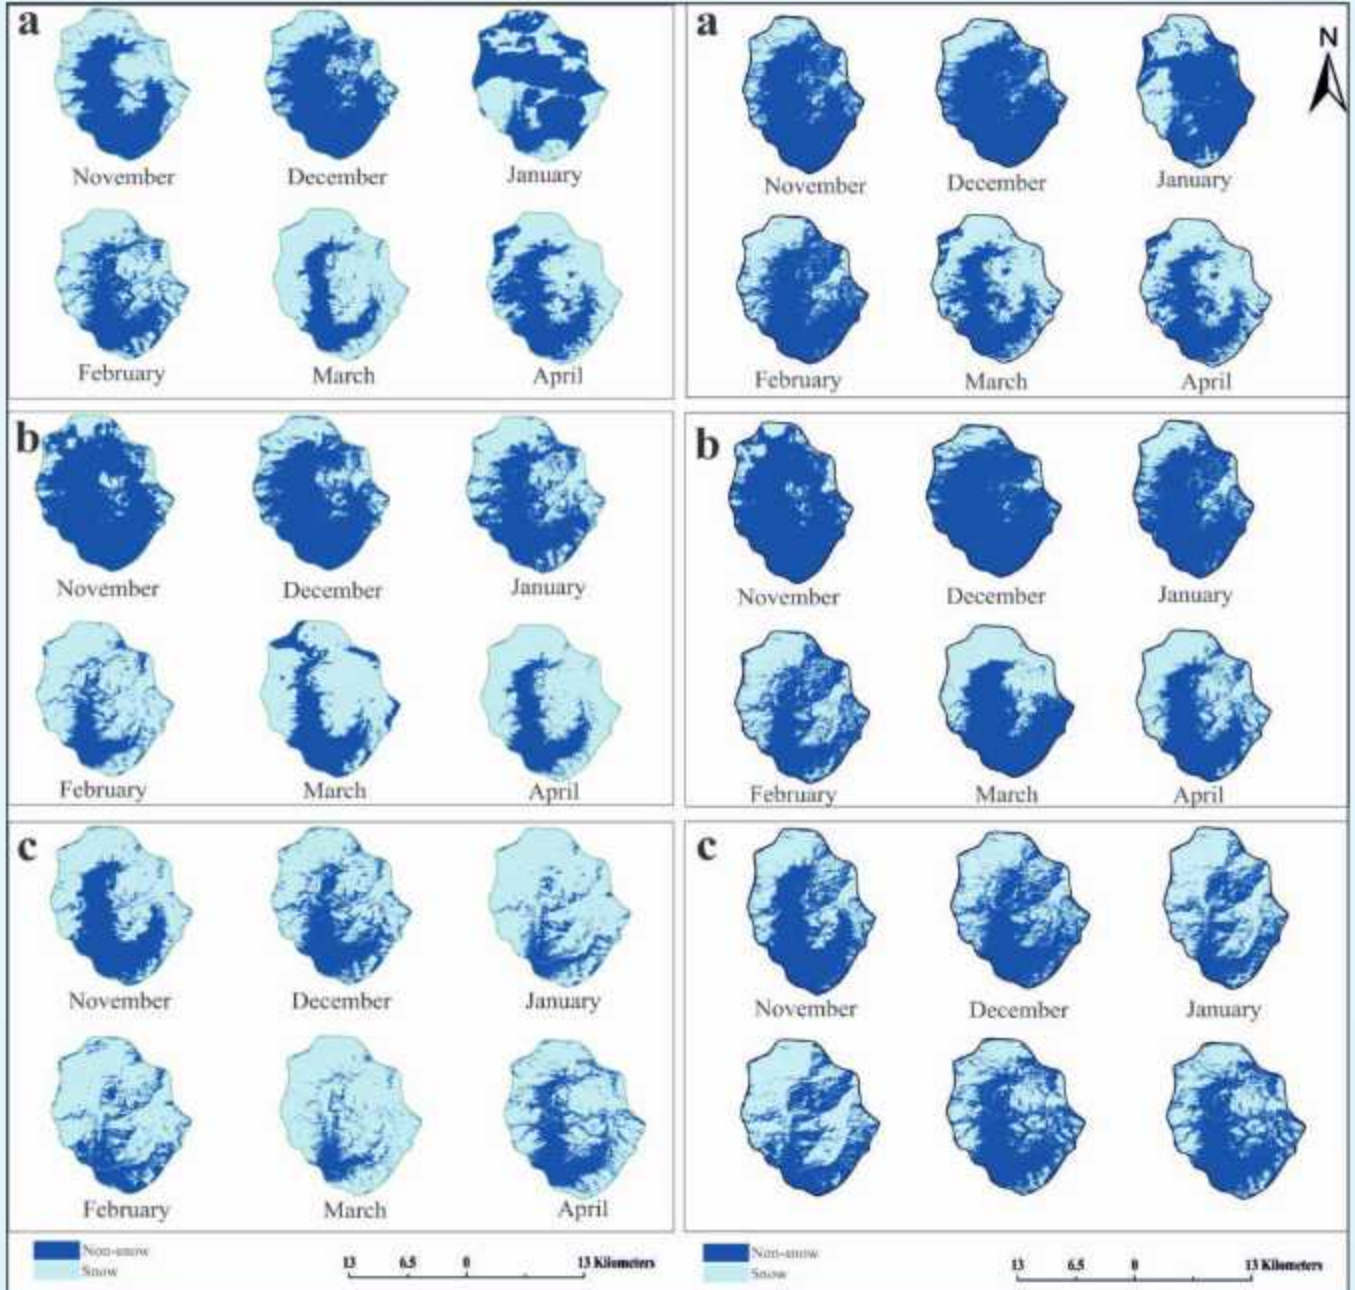 a
November December January
February March April
b
November December January
February March April
c
November December January
February March April
Non-snow
Snow
13 6.5 0 13 Kilometers
a
N
November December January
February March April
b
November December January
February March April
c
November December January
Non-snow
Snow
13 6.5 0 13 Kilometers